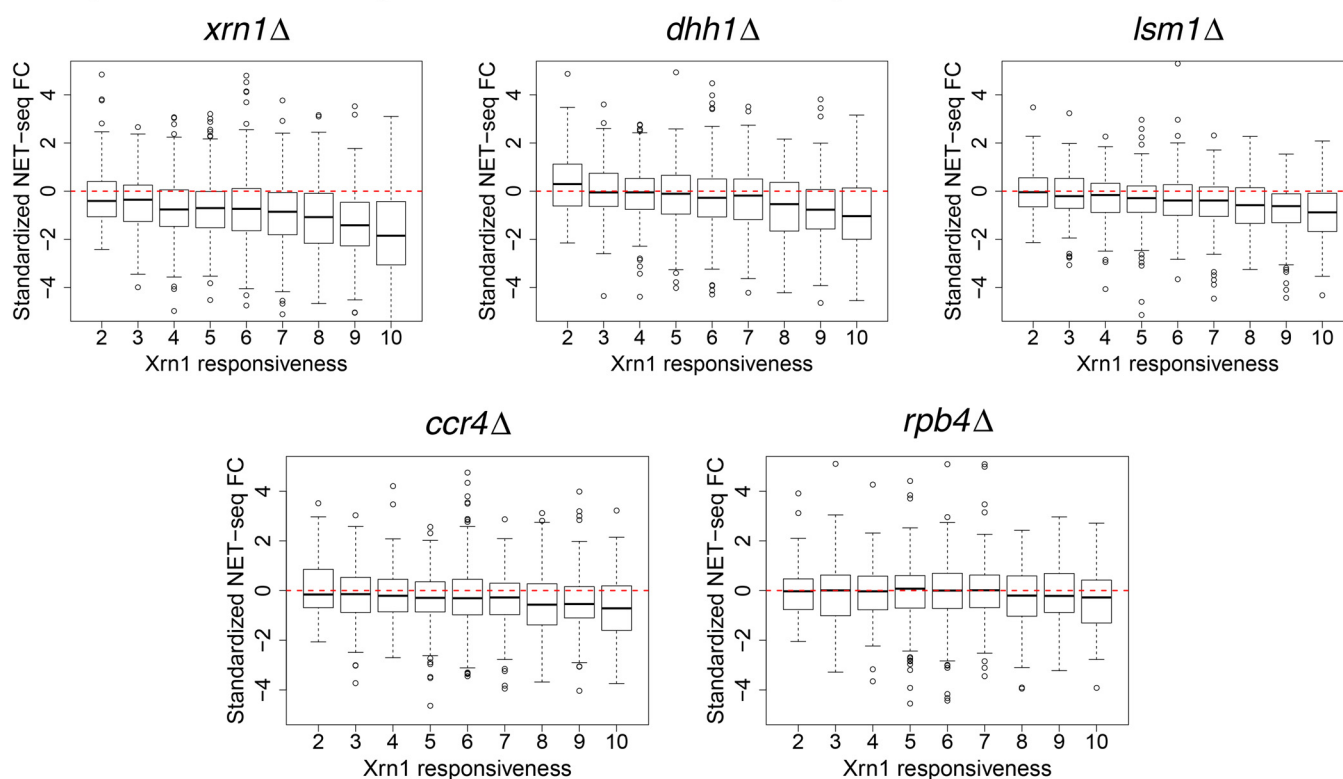 xrn1Δ
Standardized NET-seq FC
4
2
0
−2
−4
2 3 4 5 6 7 8 9 10
Xrn1 responsiveness
dhh1Δ
Standardized NET-seq FC
4
2
0
−2
−4
2 3 4 5 6 7 8 9 10
Xrn1 responsiveness
lsm1Δ
Standardized NET-seq FC
4
2
0
−2
−4
2 3 4 5 6 7 8 9 10
Xrn1 responsiveness
ccr4Δ
Standardized NET-seq FC
4
2
0
−2
−4
2 3 4 5 6 7 8 9 10
Xrn1 responsiveness
rpb4Δ
Standardized NET-seq FC
4
2
0
−2
−4
2 3 4 5 6 7 8 9 10
Xrn1 responsiveness